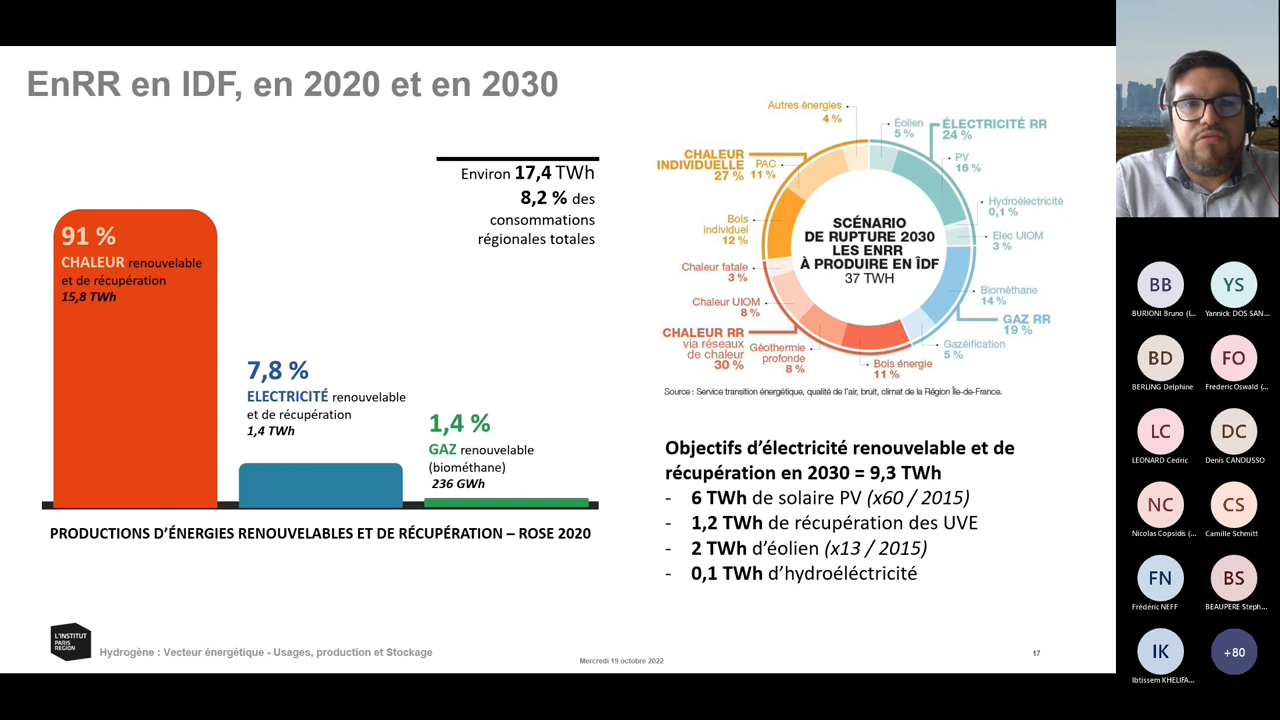 EnRR en IDF, en 2020 et en 2030
Environ 17,4 TWh
8,2 % des
consommations
régionales totales
91 %
CHALEUR renouvelable
et de récupération
15,8 TWh
7,8 %
ELECTRICITÉ renouvelable
et de récupération
1,4 TWh
1,4 %
GAZ renouvelable
(biométhane)
236 GWh
PRODUCTIONS D'ÉNERGIES RENOUVELABLES ET DE RÉCUPÉRATION – ROSE 2020
Autres énergies
4 %
Éolien
5 %
ÉLECTRICITÉ RR
24 %
PV
16 %
Hydroélectricité
0,1 %
Elec UIOM
3 %
Biométhane
14 %
GAZ RR
19 %
Gazéification
5 %
Bois énergie
11 %
Géothermie
profonde
8 %
CHALEUR RR
via réseaux
de chaleur
30 %
Chaleur UIOM
8 %
Chaleur fatale
3 %
Bois
individuel
12 %
CHALEUR
INDIVIDUELLE
27 %
PAC
11 %
SCÉNARIO
DE RUPTURE 2030
LES ENRR
À PRODUIRE EN ÎDF
37 TWH
Source : Service transition énergétique, qualité de l'air, bruit, climat de la Région Île-de-France.
Objectifs d'électricité renouvelable et de
récupération en 2030 = 9,3 TWh
- 6 TWh de solaire PV (x60 / 2015)
- 1,2 TWh de récupération des UVE
- 2 TWh d'éolien (x13 / 2015)
- 0,1 TWh d'hydroéléctricité
L'INSTITUT
PARIS
REGION
Hydrogène : Vecteur énergétique - Usages, production et Stockage
Mercredi 19 octobre 2022
17
BB
BURIONI Bruno (L...
YS
Yannick DOS SAN...
BD
BERLING Delphine
FO
Frederic Oswald (...
LC
LEONARD Cedric
DC
Denis CANDUSSO
NC
Nicolas Copsidis (...
CS
Camille Schmitt
FN
Frédéric NEFF
BS
BEAUPERE Steph...
IK
Ibtissem KHELIFA...
+80